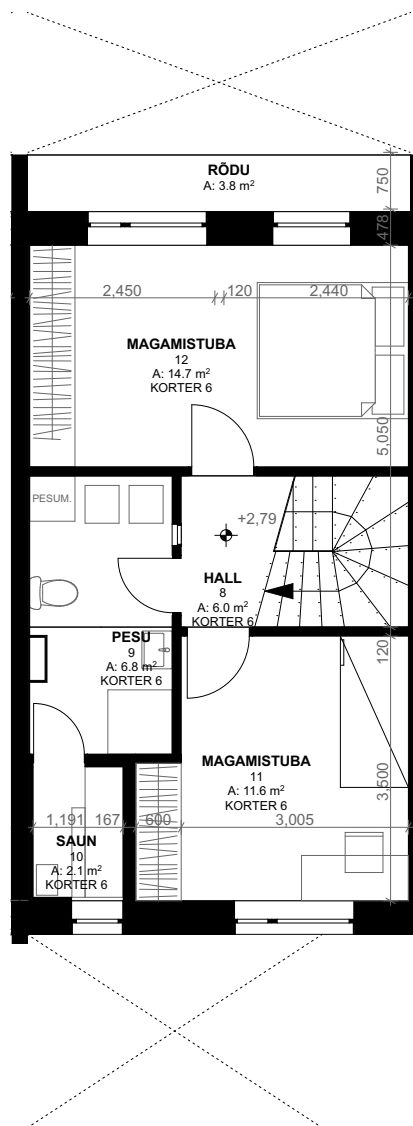 RÕDU
A: 3.8 m²
750
478
2,450
120
2,440
MAGAMISTUBA
12
A: 14.7 m²
KORTER 6
5,050
PESUM.
+2,79
HALL
8
A: 6.0 m²
KORTER 6
PESU
9
A: 6.8 m²
KORTER 6
120
MAGAMISTUBA
11
A: 11.6 m²
KORTER 6
3,500
1,191
167
600
3,005
SAUN
10
A: 2.1 m²
KORTER 6